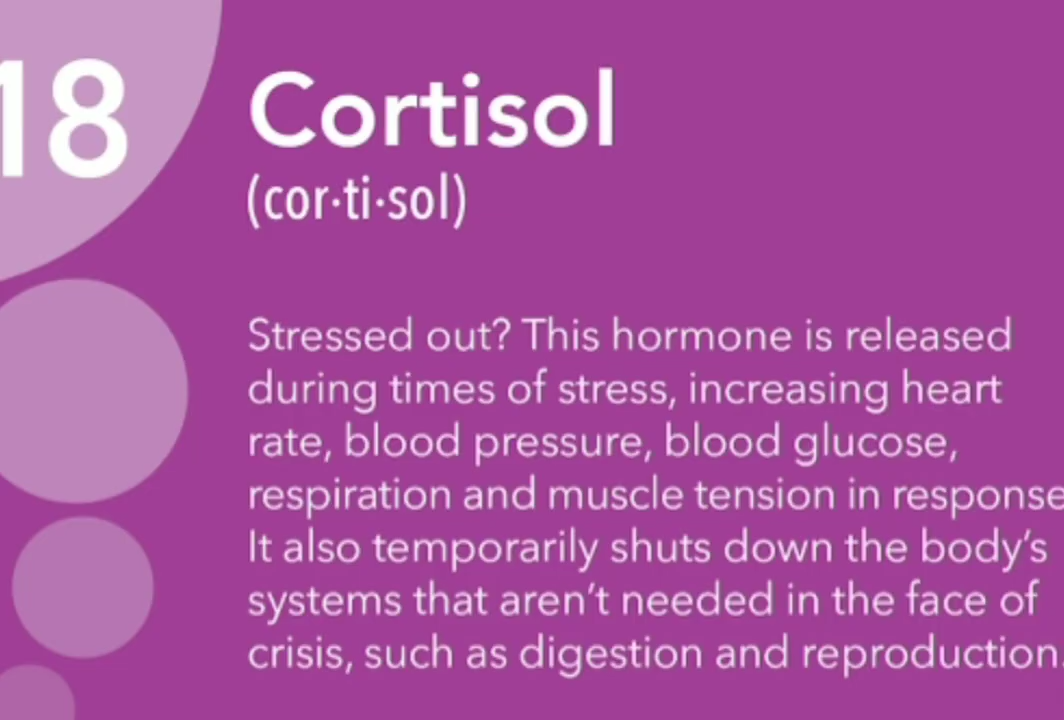 18
Cortisol
(cor·ti·sol)
Stressed out? This hormone is released
during times of stress, increasing heart
rate, blood pressure, blood glucose,
respiration and muscle tension in response
It also temporarily shuts down the body’s
systems that aren’t needed in the face of
crisis, such as digestion and reproduction.